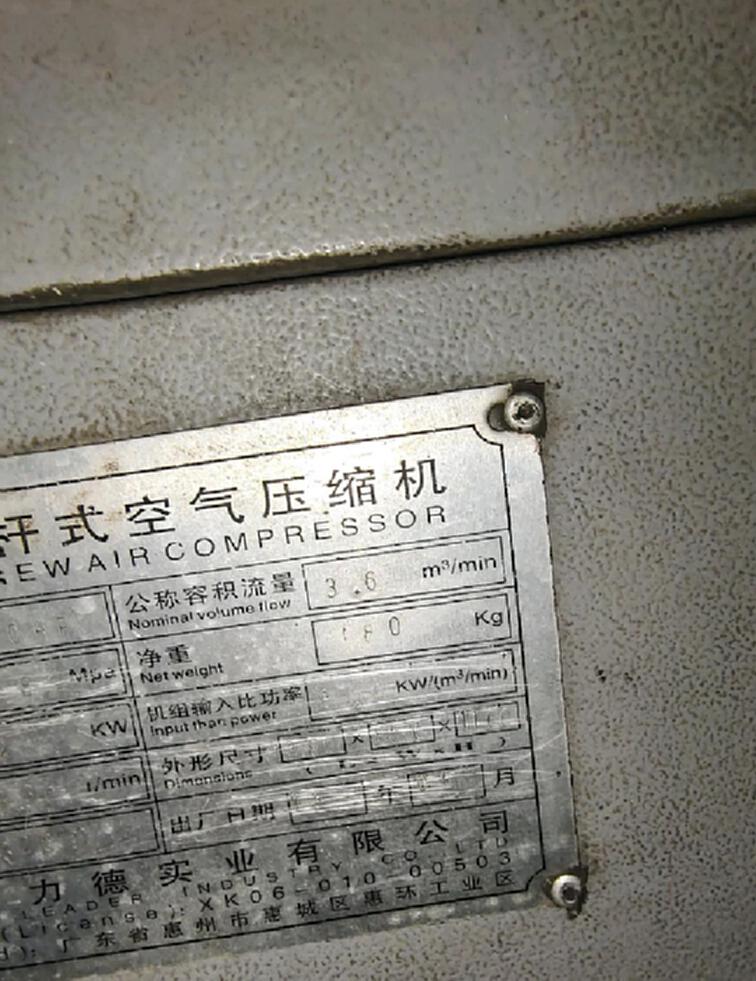 杆式空气压缩机
EW AIR COMPRESSOR
公称容积流量 3.6 m³/min
Nominal volume flow
净重 Kg
Net weight
Mpa
机组输入比功率 KW/(m³/min)
Input than power
KW
外形尺寸 × ×
Dimensions ( L × W × H )
l/min
出厂日期 年 月
力德实业有限公司
LEADER INDUSTRY CO. LTD
(License): XK06-010-00503
d): 广东省惠州市惠城区惠环工业区